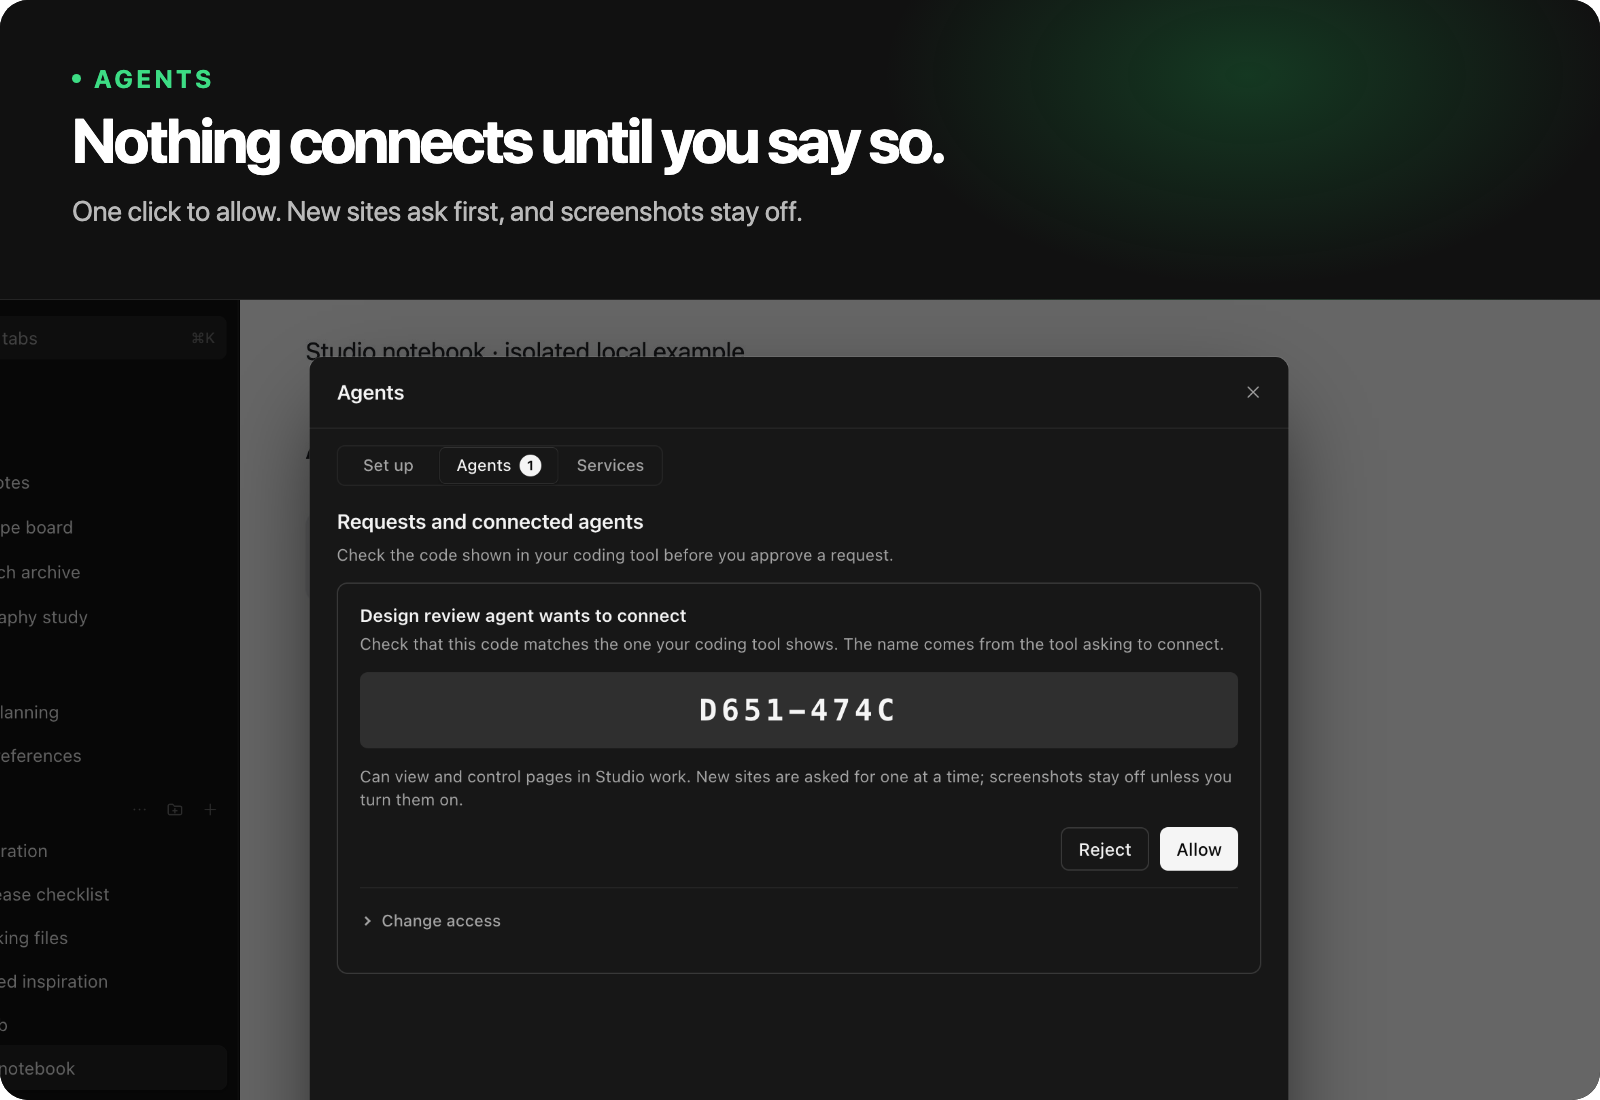 • AGENTS
Nothing connects until you say so.
One click to allow. New sites ask first, and screenshots stay off.
tabs ⌘K
otes
pe board
ch archive
aphy study
lanning
eferences
ration
ease checklist
king files
ed inspiration
notebook
Studio notebook · isolated local example
Agents
Set up Agents 1 Services
Requests and connected agents
Check the code shown in your coding tool before you approve a request.
Design review agent wants to connect
Check that this code matches the one your coding tool shows. The name comes from the tool asking to connect.
D651–474C
Can view and control pages in Studio work. New sites are asked for one at a time; screenshots stay off unless you
turn them on.
Reject Allow
Change access